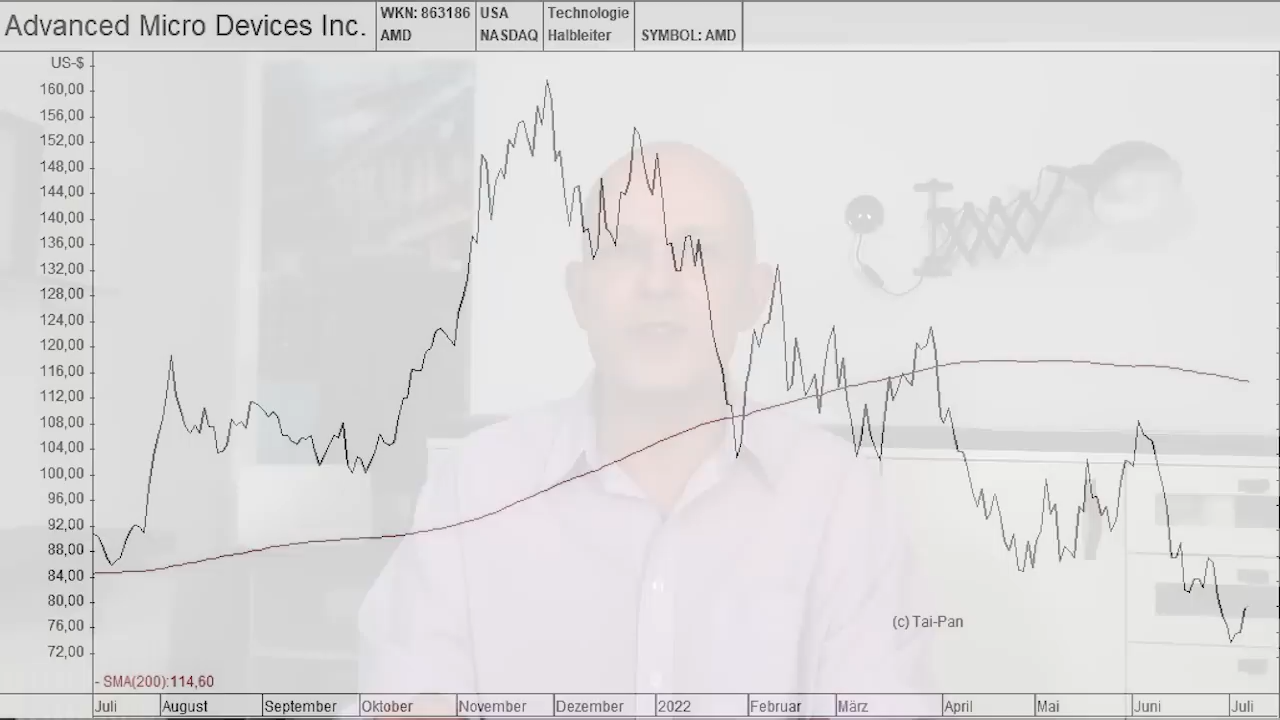 Advanced Micro Devices Inc.
WKN: 863186
AMD
USA
NASDAQ
Technologie
Halbleiter
SYMBOL: AMD
US-$
160,00
156,00
152,00
148,00
144,00
140,00
136,00
132,00
128,00
124,00
120,00
116,00
112,00
108,00
104,00
100,00
96,00
92,00
88,00
84,00
80,00
76,00
72,00
(c) Tai-Pan
- SMA(200):114,60
Juli August September Oktober November Dezember 2022 Februar März April Mai Juni Juli